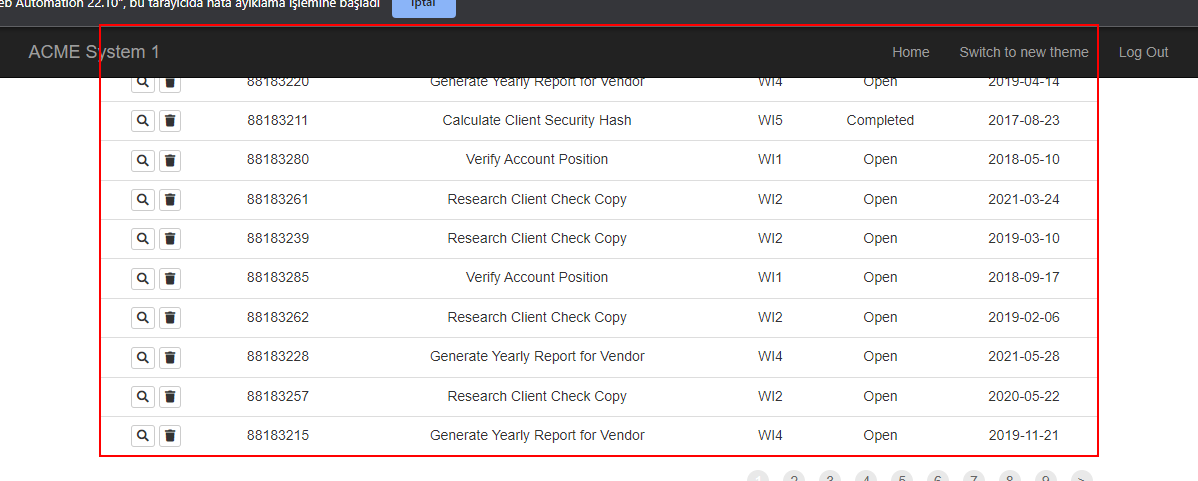 eb Automation 22.10", bu tarayıcıda hata ayıklama işlemine başladı İptal
ACME System 1 Home Switch to new theme Log Out
88183220 Generate Yearly Report for Vendor WI4 Open 2019-04-14
88183211 Calculate Client Security Hash WI5 Completed 2017-08-23
88183280 Verify Account Position WI1 Open 2018-05-10
88183261 Research Client Check Copy WI2 Open 2021-03-24
88183239 Research Client Check Copy WI2 Open 2019-03-10
88183285 Verify Account Position WI1 Open 2018-09-17
88183262 Research Client Check Copy WI2 Open 2019-02-06
88183228 Generate Yearly Report for Vendor WI4 Open 2021-05-28
88183257 Research Client Check Copy WI2 Open 2020-05-22
88183215 Generate Yearly Report for Vendor WI4 Open 2019-11-21
1 2 3 4 5 6 7 8 9 >